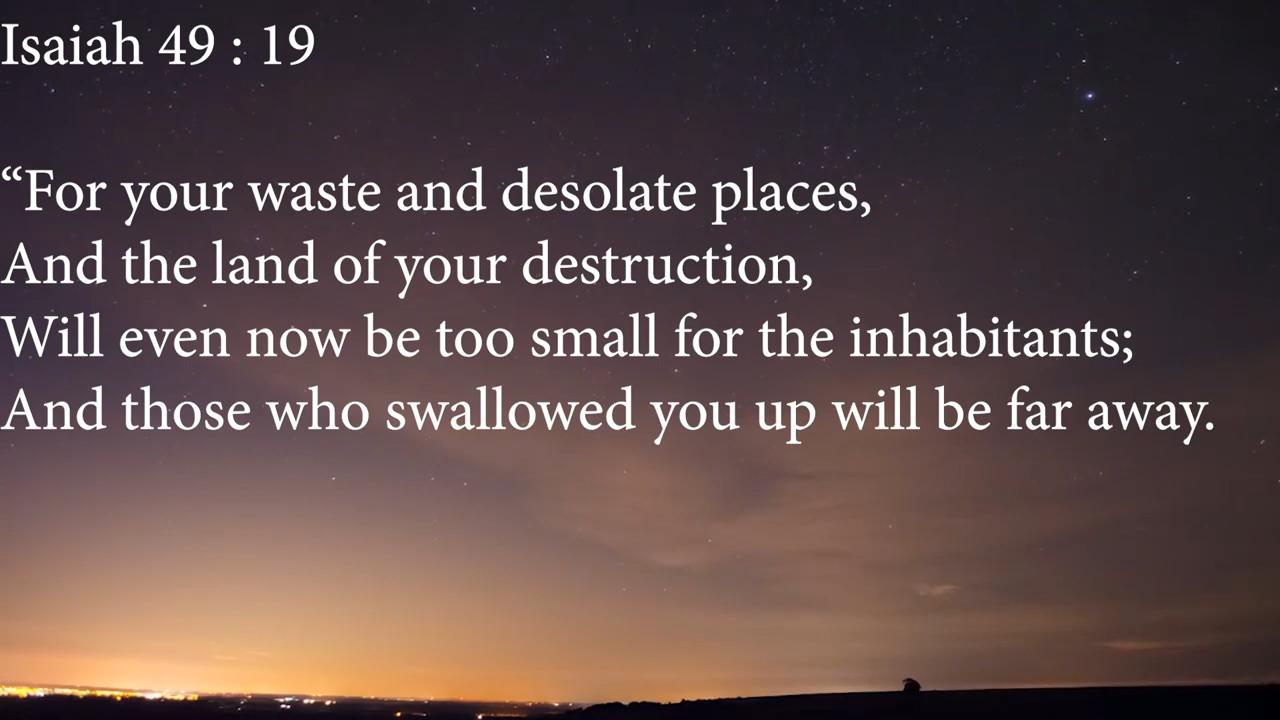 Isaiah 49 : 19
“For your waste and desolate places,
And the land of your destruction,
Will even now be too small for the inhabitants;
And those who swallowed you up will be far away.